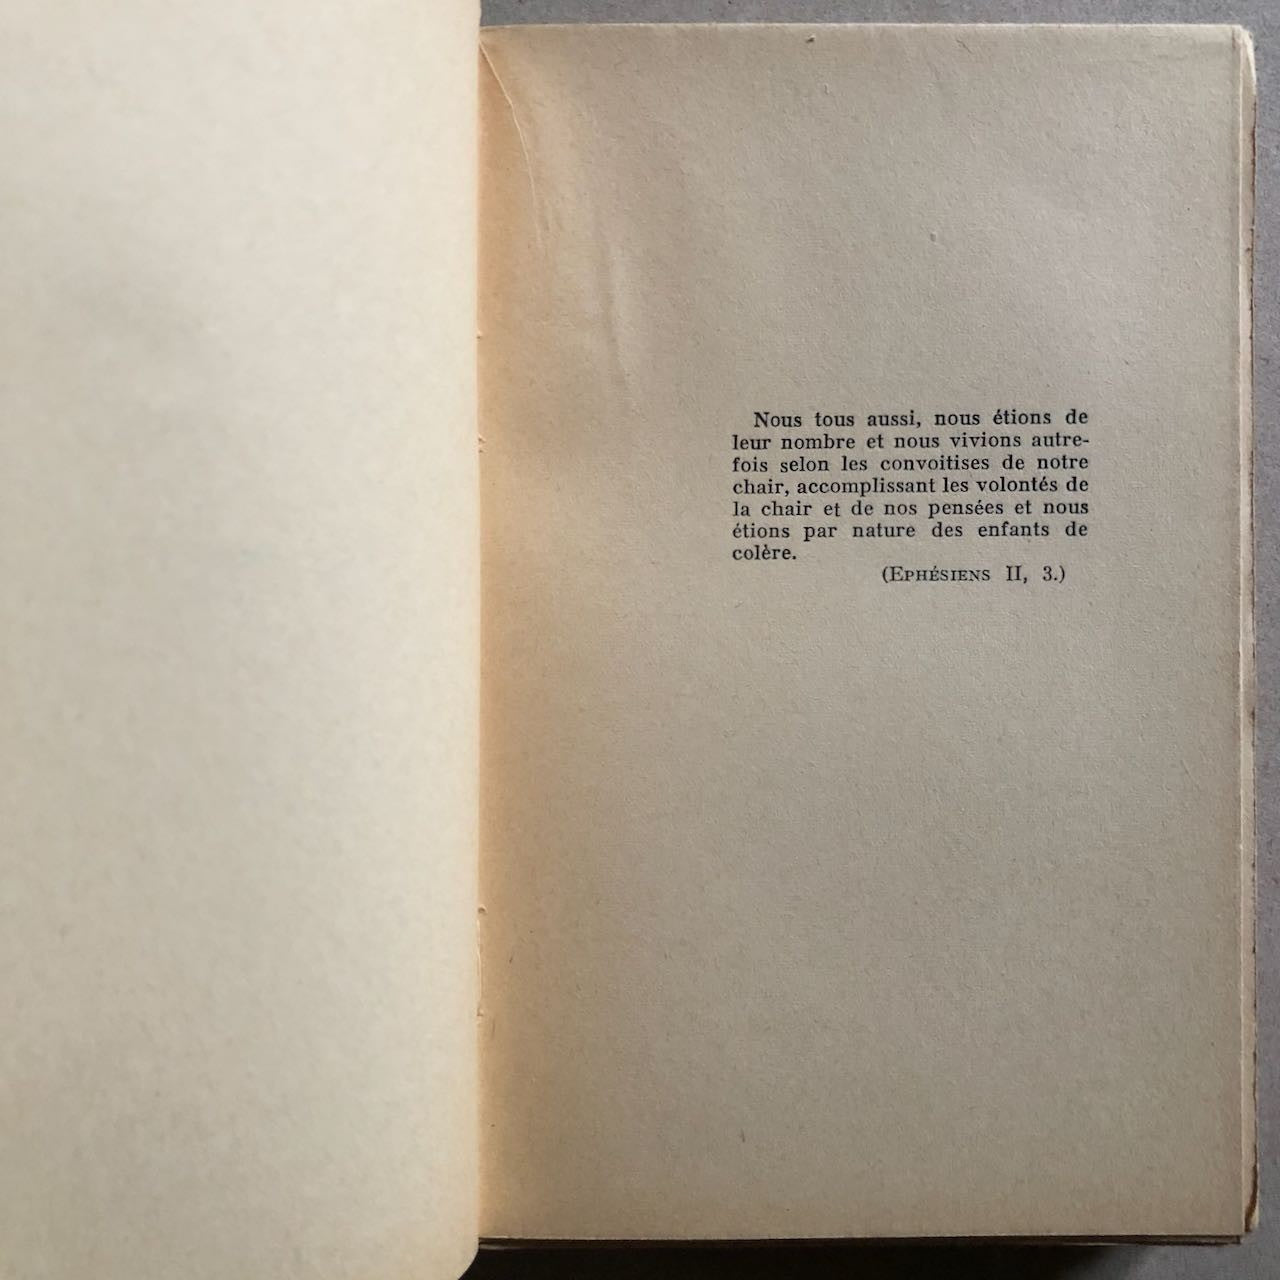 Nous tous aussi, nous étions de
leur nombre et nous vivions autre-
fois selon les convoitises de notre
chair, accomplissant les volontés de
la chair et de nos pensées et nous
étions par nature des enfants de
colère.
(Ephésiens II, 3.)